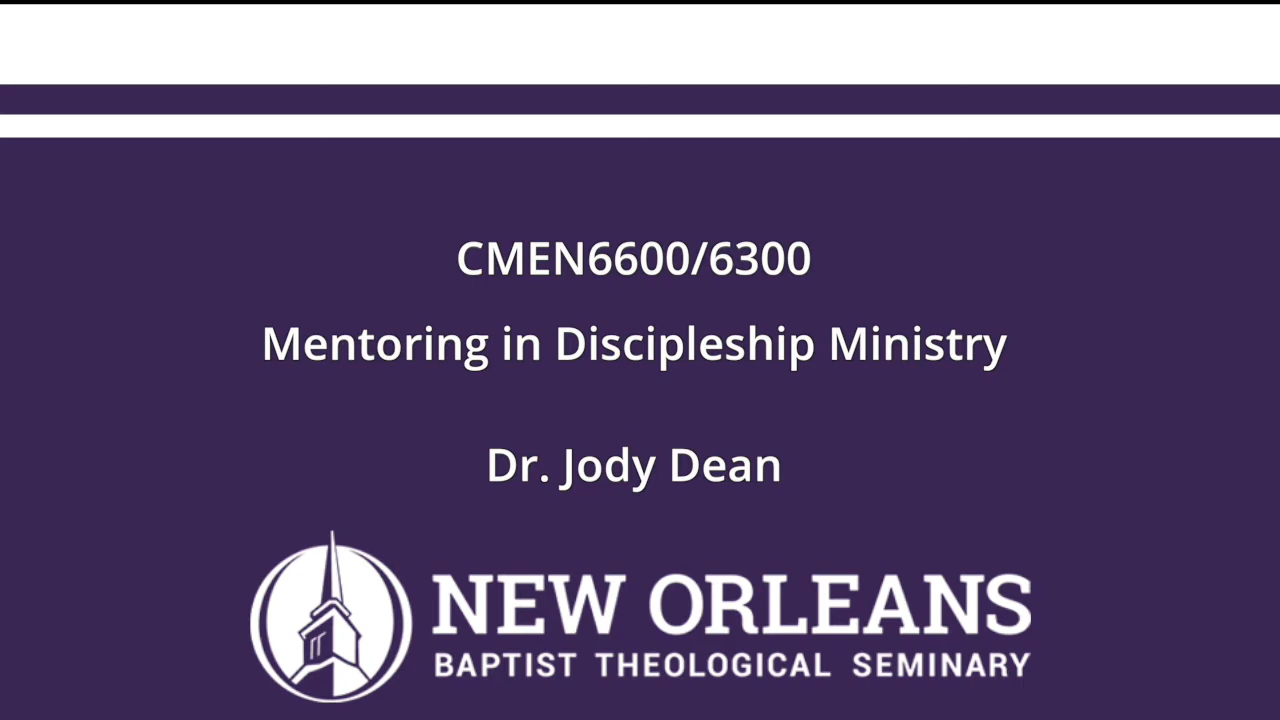 CMEN6600/6300
Mentoring in Discipleship Ministry
Dr. Jody Dean
NEW ORLEANS
BAPTIST THEOLOGICAL SEMINARY